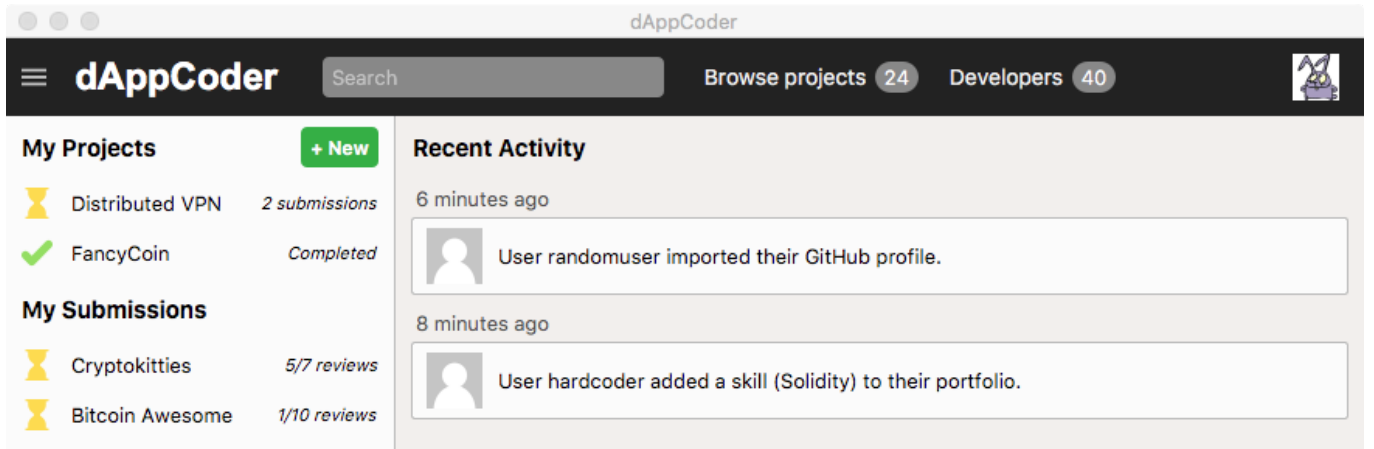 dAppCoder
dAppCoder Search Browse projects 24 Developers 40
My Projects + New
Distributed VPN 2 submissions
FancyCoin Completed
My Submissions
Cryptokitties 5/7 reviews
Bitcoin Awesome 1/10 reviews
Recent Activity
6 minutes ago
User randomuser imported their GitHub profile.
8 minutes ago
User hardcoder added a skill (Solidity) to their portfolio.